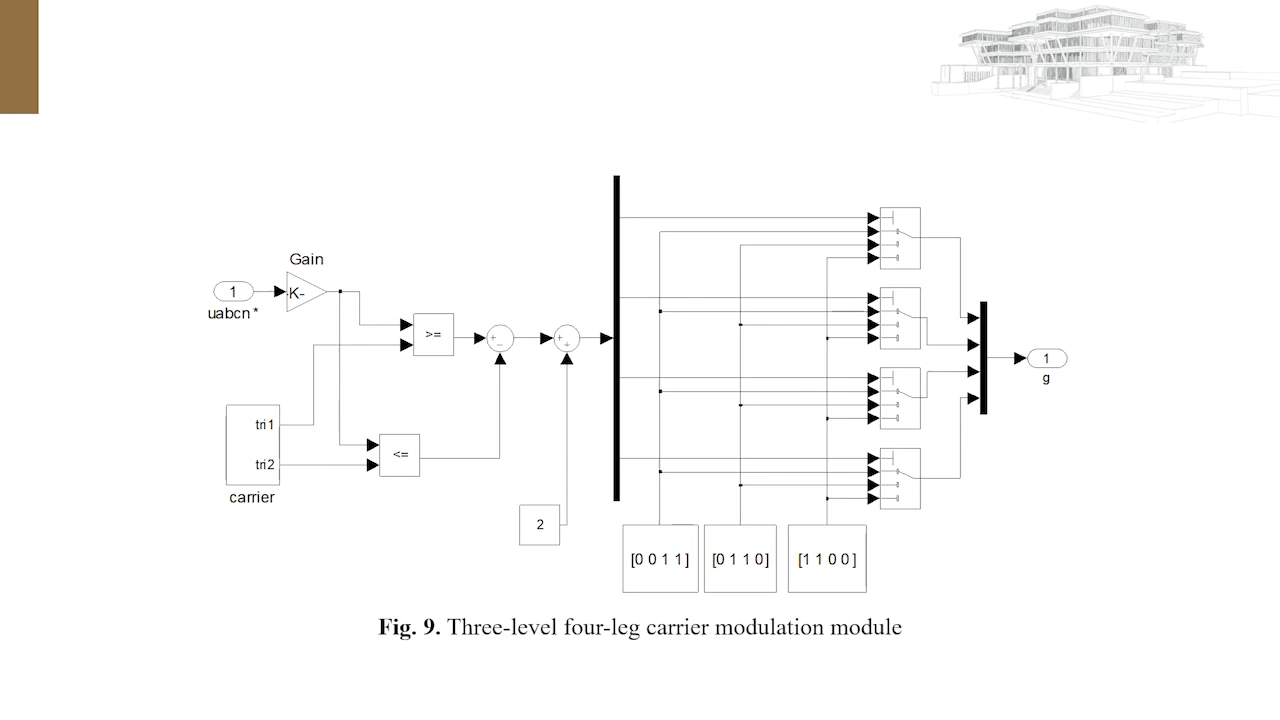 Gain
1
-K-
uabcn *
>=
+
−
+
+
tri1
tri2
<=
carrier
2
1
g
[0 0 1 1]
[0 1 1 0]
[1 1 0 0]
Fig. 9. Three-level four-leg carrier modulation module